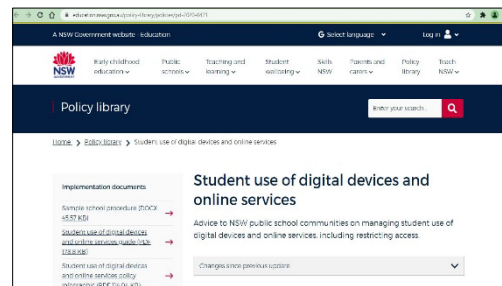 education.nsw.gov.au/policy-library/policies/pd-2020-0471
A NSW Government website - Education
G Select language
Log in
NSW
Early childhood
education
Public
schools
Teaching and
learning
Student
wellbeing
Skills
NSW
Parents and
carers
Policy
library
Teach
NSW
Policy library
Enter your search..
Home > Policy library > Student use of digital devices and online services
Implementation documents
Sample school procedure (DOCX
45.57 KB)
Student use of digital devices
and online services guide (PDF
178.8 KB)
Student use of digital devices
and online services policy
Student use of digital devices and
online services
Advice to NSW public school communities on managing student use of
digital devices and online services, including restricting access.
Changes since previous update